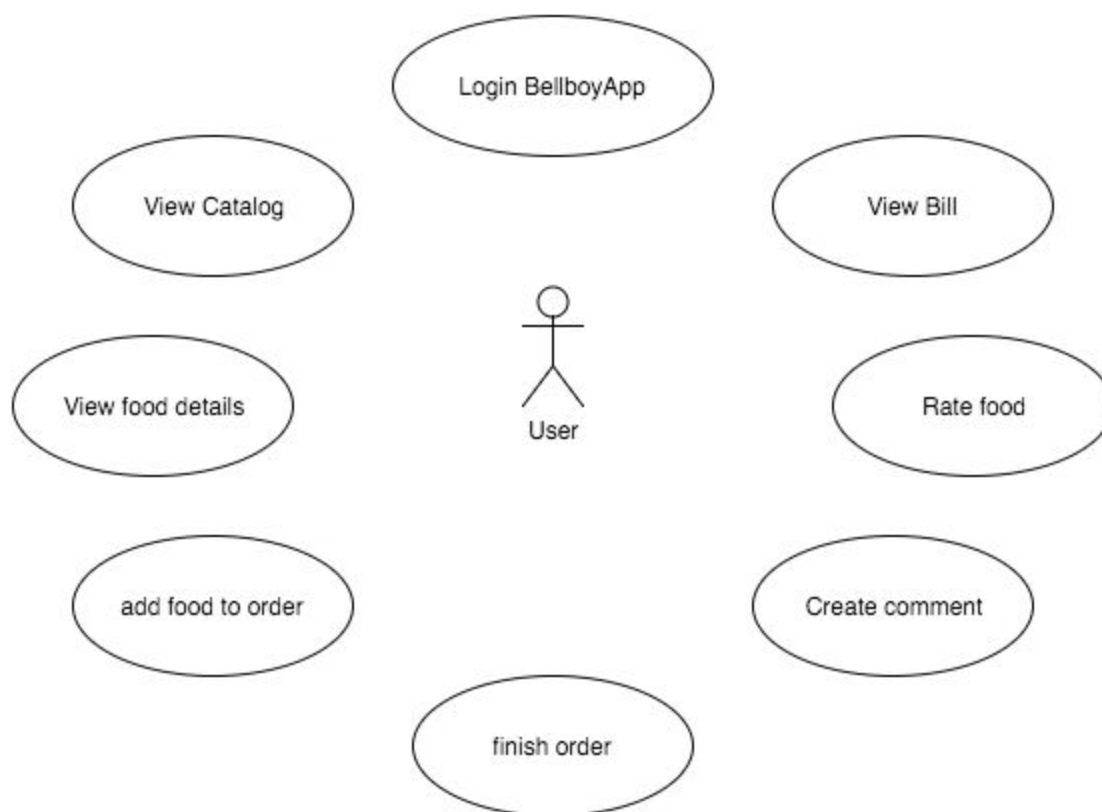 Login BellboyApp
View Catalog
View Bill
View food details
User
Rate food
add food to order
Create comment
finish order